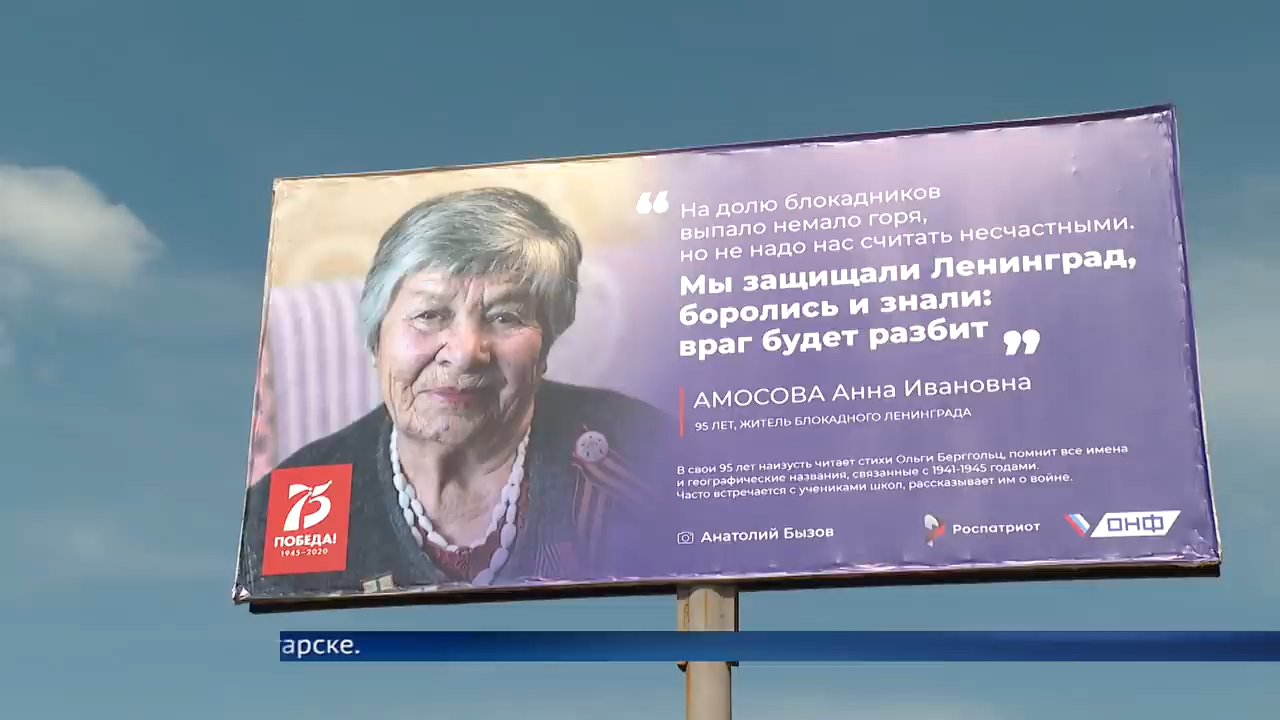 “ На долю блокадников
выпало немало горя,
но не надо нас считать несчастными.
Мы защищали Ленинград,
боролись и знали:
враг будет разбит ”
АМОСОВА Анна Ивановна
95 ЛЕТ, ЖИТЕЛЬ БЛОКАДНОГО ЛЕНИНГРАДА
В свои 95 лет наизусть читает стихи Ольги Берггольц, помнит все имена
и географические названия, связанные с 1941-1945 годами.
Часто встречается с учениками школ, рассказывает им о войне.
Анатолий Бызов
Роспатриот
ОНФ
75
ПОБЕДА!
1945–2020
арске.